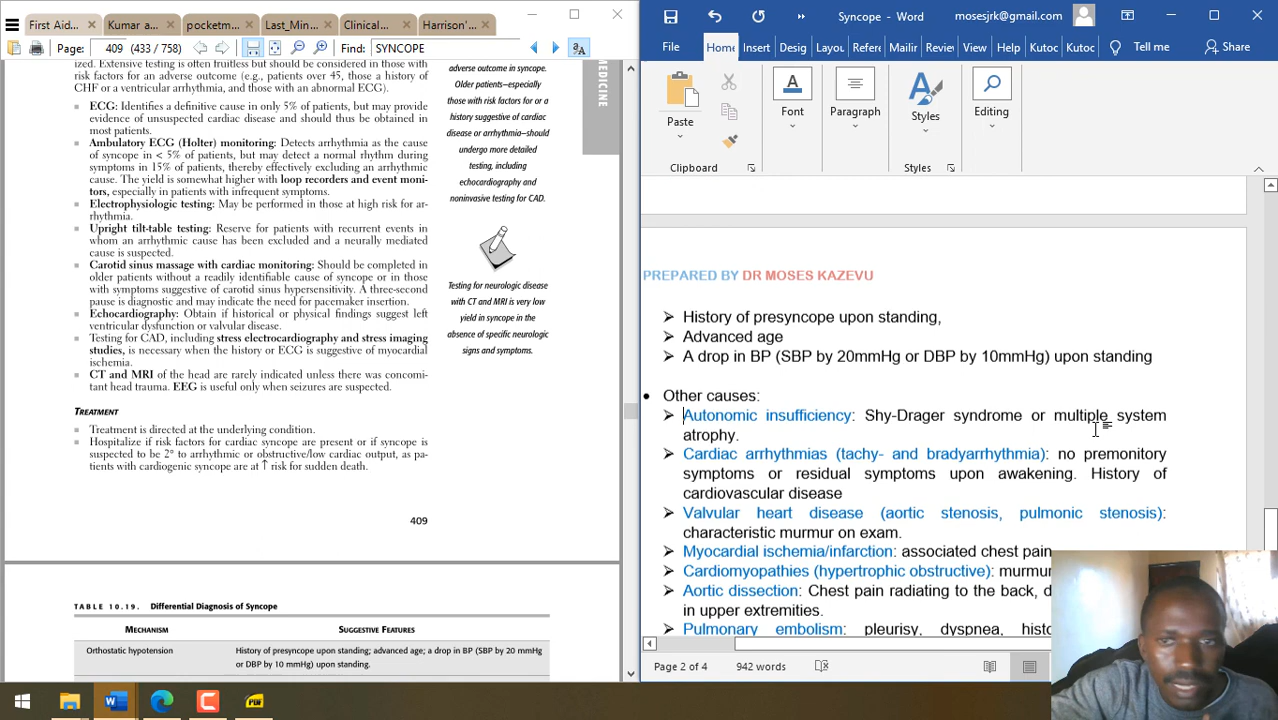 First Aid...
Kumar a...
pocketm...
Last_Min...
Clinical...
Harrison'...
Page: 409 (433 / 758)
Find: SYNCOPE
ized. Extensive testing is often fruitless but should be considered in those with
risk factors for an adverse outcome (e.g., patients over 45, those a history of
CHF or a ventricular arrhythmia, and those with an abnormal ECG).
ECG: Identifies a definitive cause in only 5% of patients, but may provide
evidence of unsuspected cardiac disease and should thus be obtained in
most patients.
Ambulatory ECG (Holter) monitoring: Detects arrhythmia as the cause
of syncope in < 5% of patients, but may detect a normal rhythm during
symptoms in 15% of patients, thereby effectively excluding an arrhythmic
cause. The yield is somewhat higher with loop recorders and event moni-
tors, especially in patients with infrequent symptoms.
Electrophysiologic testing: May be performed in those at high risk for ar-
rhythmia.
Upright tilt-table testing: Reserve for patients with recurrent events in
whom an arrhythmic cause has been excluded and a neurally mediated
cause is suspected.
Carotid sinus massage with cardiac monitoring: Should be completed in
older patients without a readily identifiable cause of syncope or in those
with symptoms suggestive of carotid sinus hypersensitivity. A three-second
pause is diagnostic and may indicate the need for pacemaker insertion.
Echocardiography: Obtain if historical or physical findings suggest left
ventricular dysfunction or valvular disease.
Testing for CAD, including stress electrocardiography and stress imaging
studies, is necessary when the history or ECG is suggestive of myocardial
ischemia.
CT and MRI of the head are rarely indicated unless there was concomi-
tant head trauma. EEG is useful only when seizures are suspected.
TREATMENT
Treatment is directed at the underlying condition.
Hospitalize if risk factors for cardiac syncope are present or if syncope is
suspected to be 2° to arrhythmic or obstructive/low cardiac output, as pa-
tients with cardiogenic syncope are at ↑ risk for sudden death.
409
adverse outcome in syncope.
Older patients—especially
those with risk factors for or a
history suggestive of cardiac
disease or arrhythmia—should
undergo more detailed
testing, including
echocardiography and
noninvasive testing for CAD.
Testing for neurologic disease
with CT and MRI is very low
yield in syncope in the
absence of specific neurologic
signs and symptoms.
MEDICINE
TABLE 10.19. Differential Diagnosis of Syncope
MECHANISM SUGGESTIVE FEATURES
Orthostatic hypotension History of presyncope upon standing; advanced age; a drop in BP (SBP by 20 mmHg
or DBP by 10 mmHg) upon standing.
Syncope - Word
mosesjrk@gmail.com
File Home Insert Des Layou Refere Mailin Review View Help Kutoc Kutoc Tell me Share
Paste
Font
Paragraph
Styles
Editing
Clipboard
Styles
PREPARED BY DR MOSES KAZEVU
History of presyncope upon standing,
Advanced age
A drop in BP (SBP by 20mmHg or DBP by 10mmHg) upon standing
Other causes:
Autonomic insufficiency: Shy-Drager syndrome or multiple system
atrophy.
Cardiac arrhythmias (tachy- and bradyarrhythmia): no premonitory
symptoms or residual symptoms upon awakening. History of
cardiovascular disease
Valvular heart disease (aortic stenosis, pulmonic stenosis):
characteristic murmur on exam.
Myocardial ischemia/infarction: associated chest pain
Cardiomyopathies (hypertrophic obstructive): murmu
Aortic dissection: Chest pain radiating to the back, d
in upper extremities.
Pulmonary embolism: pleurisy, dyspnea, histo
Page 2 of 4
942 words
PDF